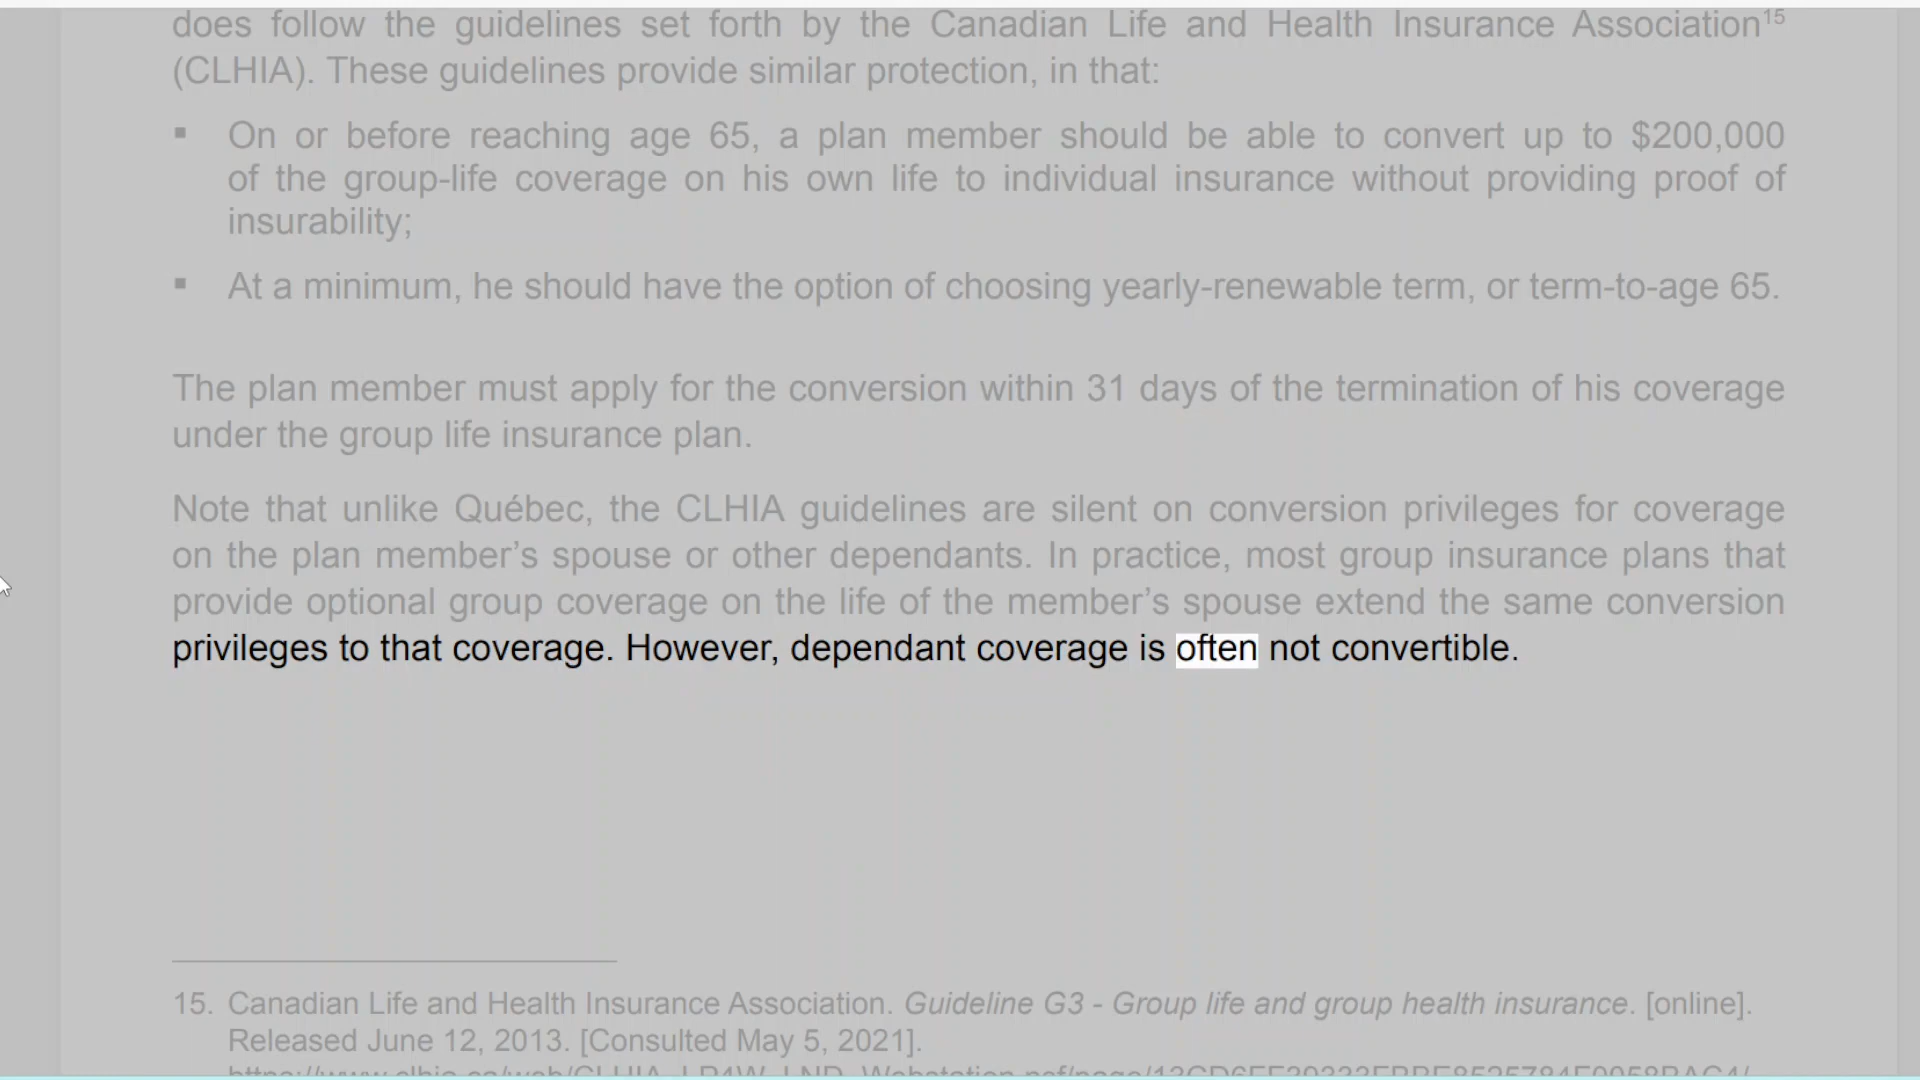 does follow the guidelines set forth by the Canadian Life and Health Insurance Association15
(CLHIA). These guidelines provide similar protection, in that:
▪ On or before reaching age 65, a plan member should be able to convert up to $200,000
of the group-life coverage on his own life to individual insurance without providing proof of
insurability;
▪ At a minimum, he should have the option of choosing yearly-renewable term, or term-to-age 65.
The plan member must apply for the conversion within 31 days of the termination of his coverage
under the group life insurance plan.
Note that unlike Québec, the CLHIA guidelines are silent on conversion privileges for coverage
on the plan member’s spouse or other dependants. In practice, most group insurance plans that
provide optional group coverage on the life of the member’s spouse extend the same conversion
privileges to that coverage. However, dependant coverage is often not convertible.
15. Canadian Life and Health Insurance Association. Guideline G3 - Group life and group health insurance. [online].
Released June 12, 2013. [Consulted May 5, 2021].